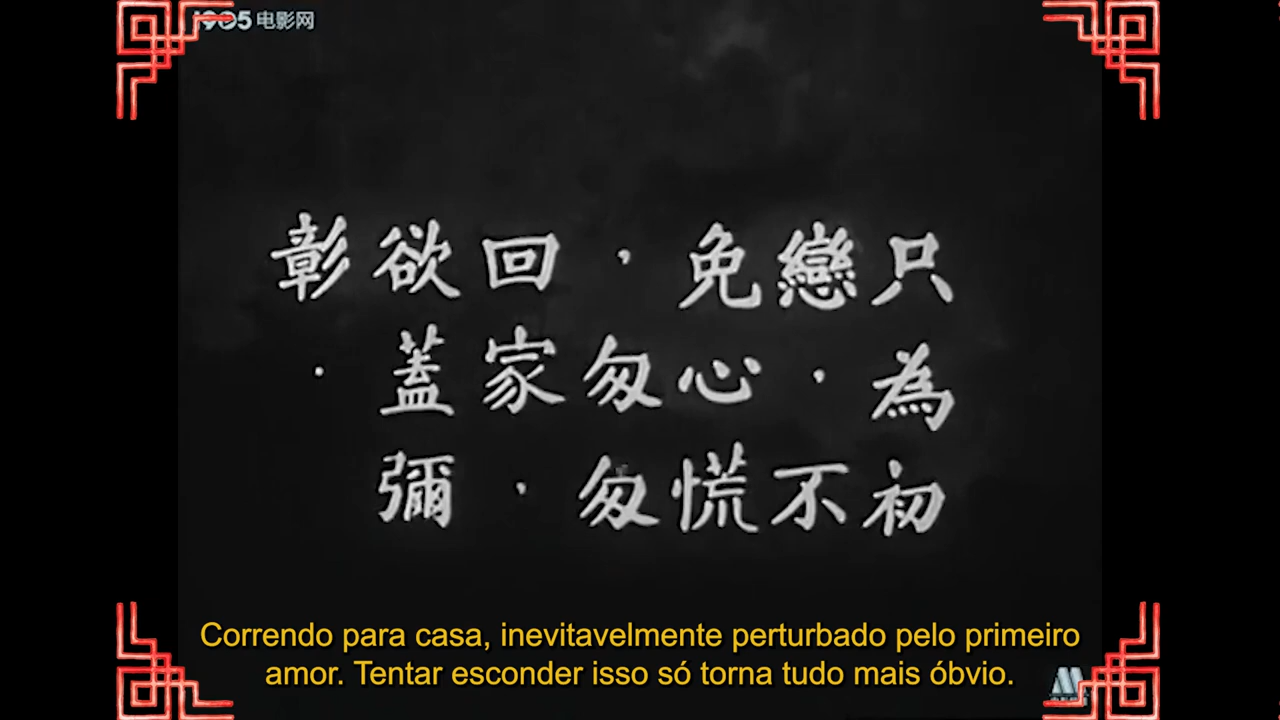 1905电影网
只為初
戀，不
免心慌
，匆匆
回家，
欲蓋彌
彰．
Correndo para casa, inevitavelmente perturbado pelo primeiro
amor. Tentar esconder isso só torna tudo mais óbvio.